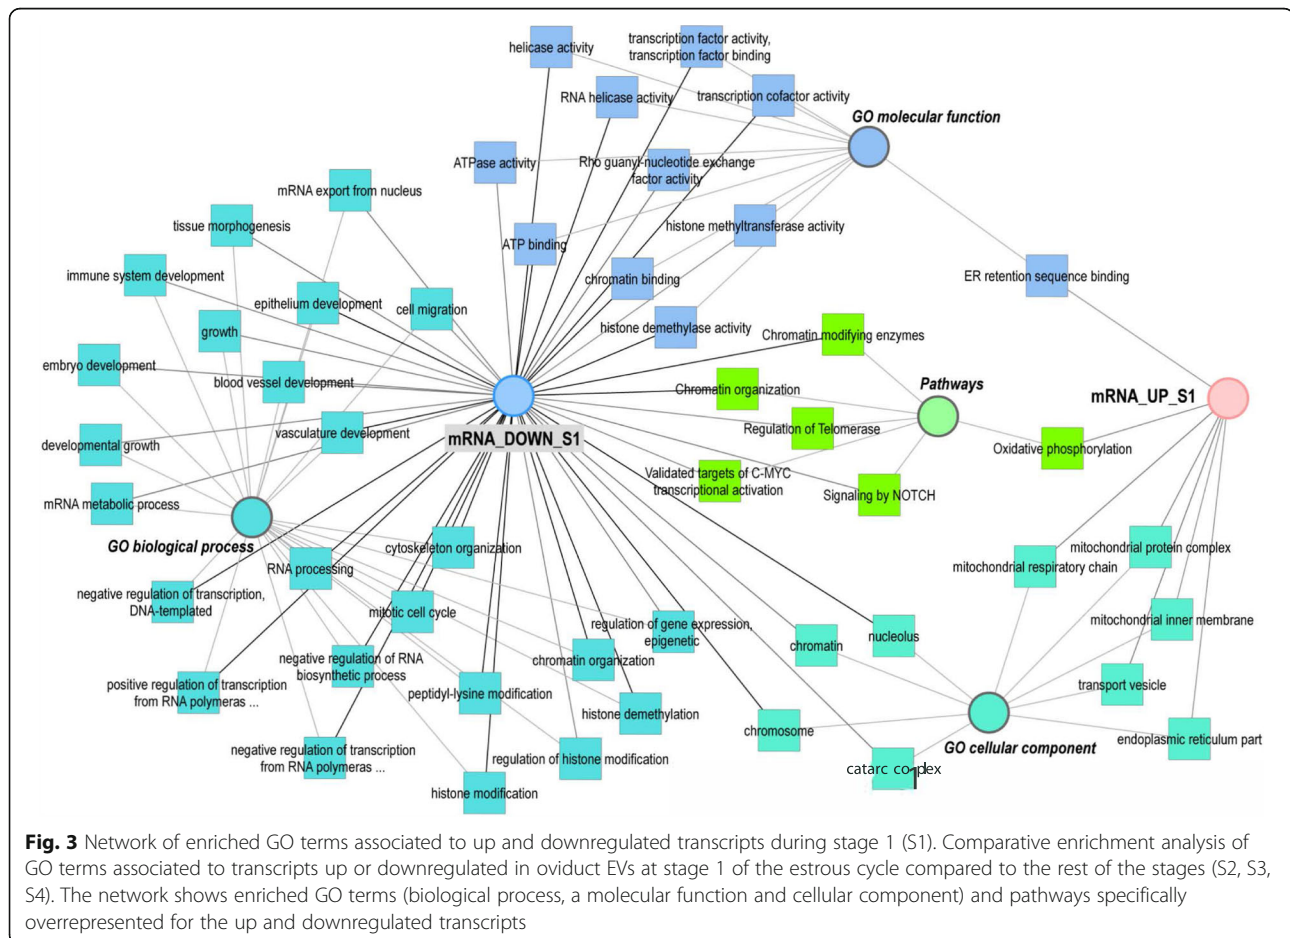 helicase activity
transcription factor activity,
transcription factor binding
RNA helicase activity
transcription cofactor activity
GO molecular function
ATPase activity
Rho guanyl-nucleotide exchange
factor activity
mRNA export from nucleus
tissue morphogenesis
histone methyltransferase activity
ATP binding
immune system development
chromatin binding
ER retention sequence binding
epithelium development
cell migration
growth
histone demethylase activity
Chromatin modifying enzymes
embryo development
blood vessel development
Chromatin organization
Pathways
mRNA_UP_S1
developmental growth
vasculature development
mRNA_DOWN_S1
Regulation of Telomerase
Oxidative phosphorylation
Validated targets of C-MYC
transcriptional activation
Signaling by NOTCH
mRNA metabolic process
GO biological process
cytoskeleton organization
mitochondrial protein complex
RNA processing
mitochondrial respiratory chain
negative regulation of transcription,
DNA-templated
mitotic cell cycle
regulation of gene expression,
epigenetic
nucleolus
mitochondrial inner membrane
chromatin
negative regulation of RNA
biosynthetic process
chromatin organization
positive regulation of transcription
from RNA polymeras ...
peptidyl-lysine modification
transport vesicle
histone demethylation
chromosome
endoplasmic reticulum part
GO cellular component
negative regulation of transcription
from RNA polymeras ...
regulation of histone modification
histone modification
Fig. 3 Network of enriched GO terms associated to up and downregulated transcripts during stage 1 (S1). Comparative enrichment analysis of
GO terms associated to transcripts up or downregulated in oviduct EVs at stage 1 of the estrous cycle compared to the rest of the stages (S2, S3,
S4). The network shows enriched GO terms (biological process, a molecular function and cellular component) and pathways specifically
overrepresented for the up and downregulated transcripts